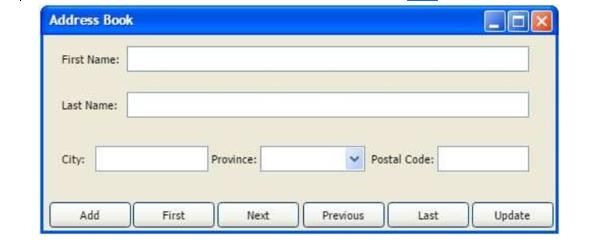 Address Book
First Name:
Last Name:
City: Province: Postal Code:
Add First Next Previous Last Update